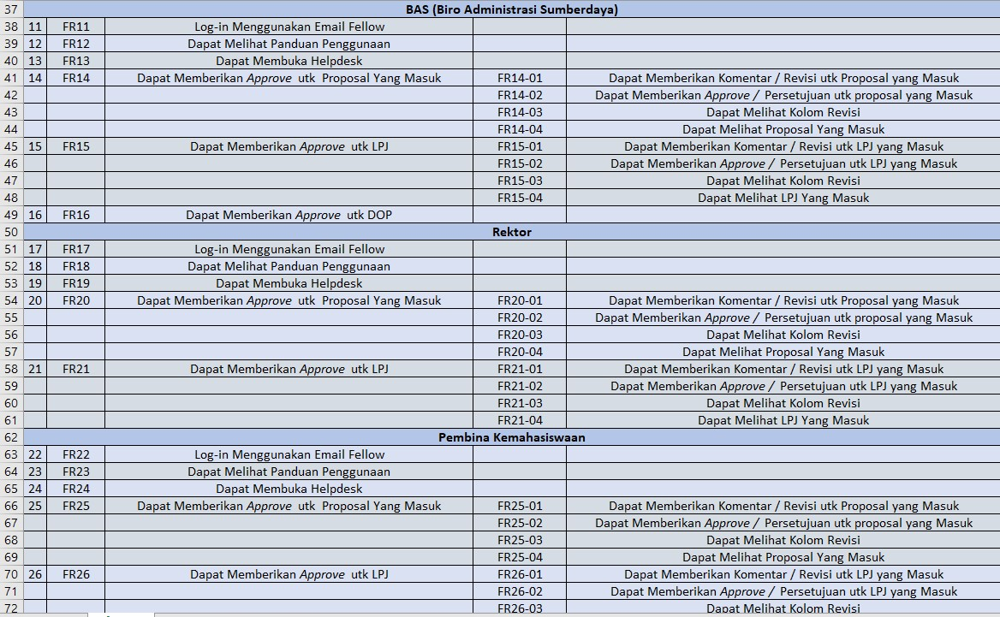 37 BAS (Biro Administrasi Sumberdaya)
38 11 FR11 Log-in Menggunakan Email Fellow
39 12 FR12 Dapat Melihat Panduan Penggunaan
40 13 FR13 Dapat Membuka Helpdesk
41 14 FR14 Dapat Memberikan Approve utk Proposal Yang Masuk FR14-01 Dapat Memberikan Komentar / Revisi utk Proposal yang Masuk
42 FR14-02 Dapat Memberikan Approve / Persetujuan utk proposal yang Masuk
43 FR14-03 Dapat Melihat Kolom Revisi
44 FR14-04 Dapat Melihat Proposal Yang Masuk
45 15 FR15 Dapat Memberikan Approve utk LPJ FR15-01 Dapat Memberikan Komentar / Revisi utk LPJ yang Masuk
46 FR15-02 Dapat Memberikan Approve / Persetujuan utk LPJ yang Masuk
47 FR15-03 Dapat Melihat Kolom Revisi
48 FR15-04 Dapat Melihat LPJ Yang Masuk
49 16 FR16 Dapat Memberikan Approve utk DOP
50 Rektor
51 17 FR17 Log-in Menggunakan Email Fellow
52 18 FR18 Dapat Melihat Panduan Penggunaan
53 19 FR19 Dapat Membuka Helpdesk
54 20 FR20 Dapat Memberikan Approve utk Proposal Yang Masuk FR20-01 Dapat Memberikan Komentar / Revisi utk Proposal yang Masuk
55 FR20-02 Dapat Memberikan Approve / Persetujuan utk proposal yang Masuk
56 FR20-03 Dapat Melihat Kolom Revisi
57 FR20-04 Dapat Melihat Proposal Yang Masuk
58 21 FR21 Dapat Memberikan Approve utk LPJ FR21-01 Dapat Memberikan Komentar / Revisi utk LPJ yang Masuk
59 FR21-02 Dapat Memberikan Approve / Persetujuan utk LPJ yang Masuk
60 FR21-03 Dapat Melihat Kolom Revisi
61 FR21-04 Dapat Melihat LPJ Yang Masuk
62 Pembina Kemahasiswaan
63 22 FR22 Log-in Menggunakan Email Fellow
64 23 FR23 Dapat Melihat Panduan Penggunaan
65 24 FR24 Dapat Membuka Helpdesk
66 25 FR25 Dapat Memberikan Approve utk Proposal Yang Masuk FR25-01 Dapat Memberikan Komentar / Revisi utk Proposal yang Masuk
67 FR25-02 Dapat Memberikan Approve / Persetujuan utk proposal yang Masuk
68 FR25-03 Dapat Melihat Kolom Revisi
69 FR25-04 Dapat Melihat Proposal Yang Masuk
70 26 FR26 Dapat Memberikan Approve utk LPJ FR26-01 Dapat Memberikan Komentar / Revisi utk LPJ yang Masuk
71 FR26-02 Dapat Memberikan Approve / Persetujuan utk LPJ yang Masuk
72 FR26-03 Dapat Melihat Kolom Revisi